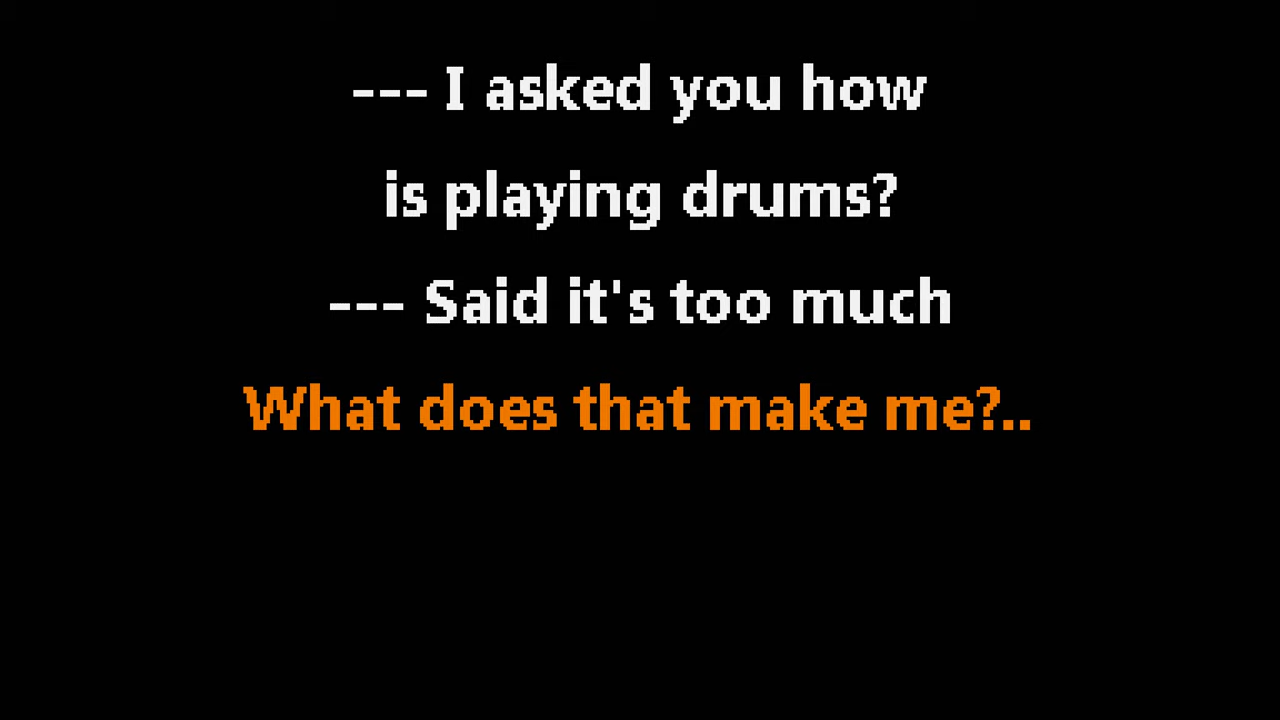 --- I asked you how
is playing drums?
--- Said it's too much
What does that make me?..